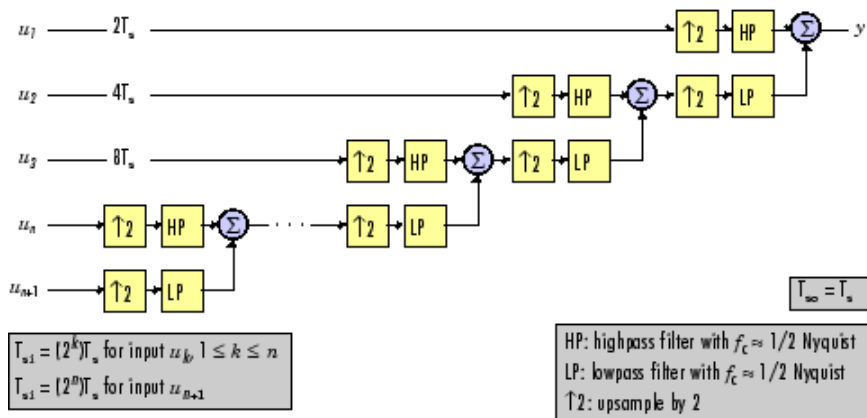 u₁ 2Tₛ ↑2 HP Σ y
u₂ 4Tₛ ↑2 HP Σ ↑2 LP
u₃ 8Tₛ ↑2 HP Σ ↑2 LP
uₙ ↑2 HP Σ · · · ↑2 LP
uₙ₊₁ ↑2 LP
Tₛₒ = Tₛ
Tₛᵢ = (2ᵏ)Tₛ for input uₖ, 1 ≤ k ≤ n
Tₛᵢ = (2ⁿ)Tₛ for input uₙ₊₁
HP: highpass filter with f꜀ ≈ 1/2 Nyquist
LP: lowpass filter with f꜀ ≈ 1/2 Nyquist
↑2: upsample by 2